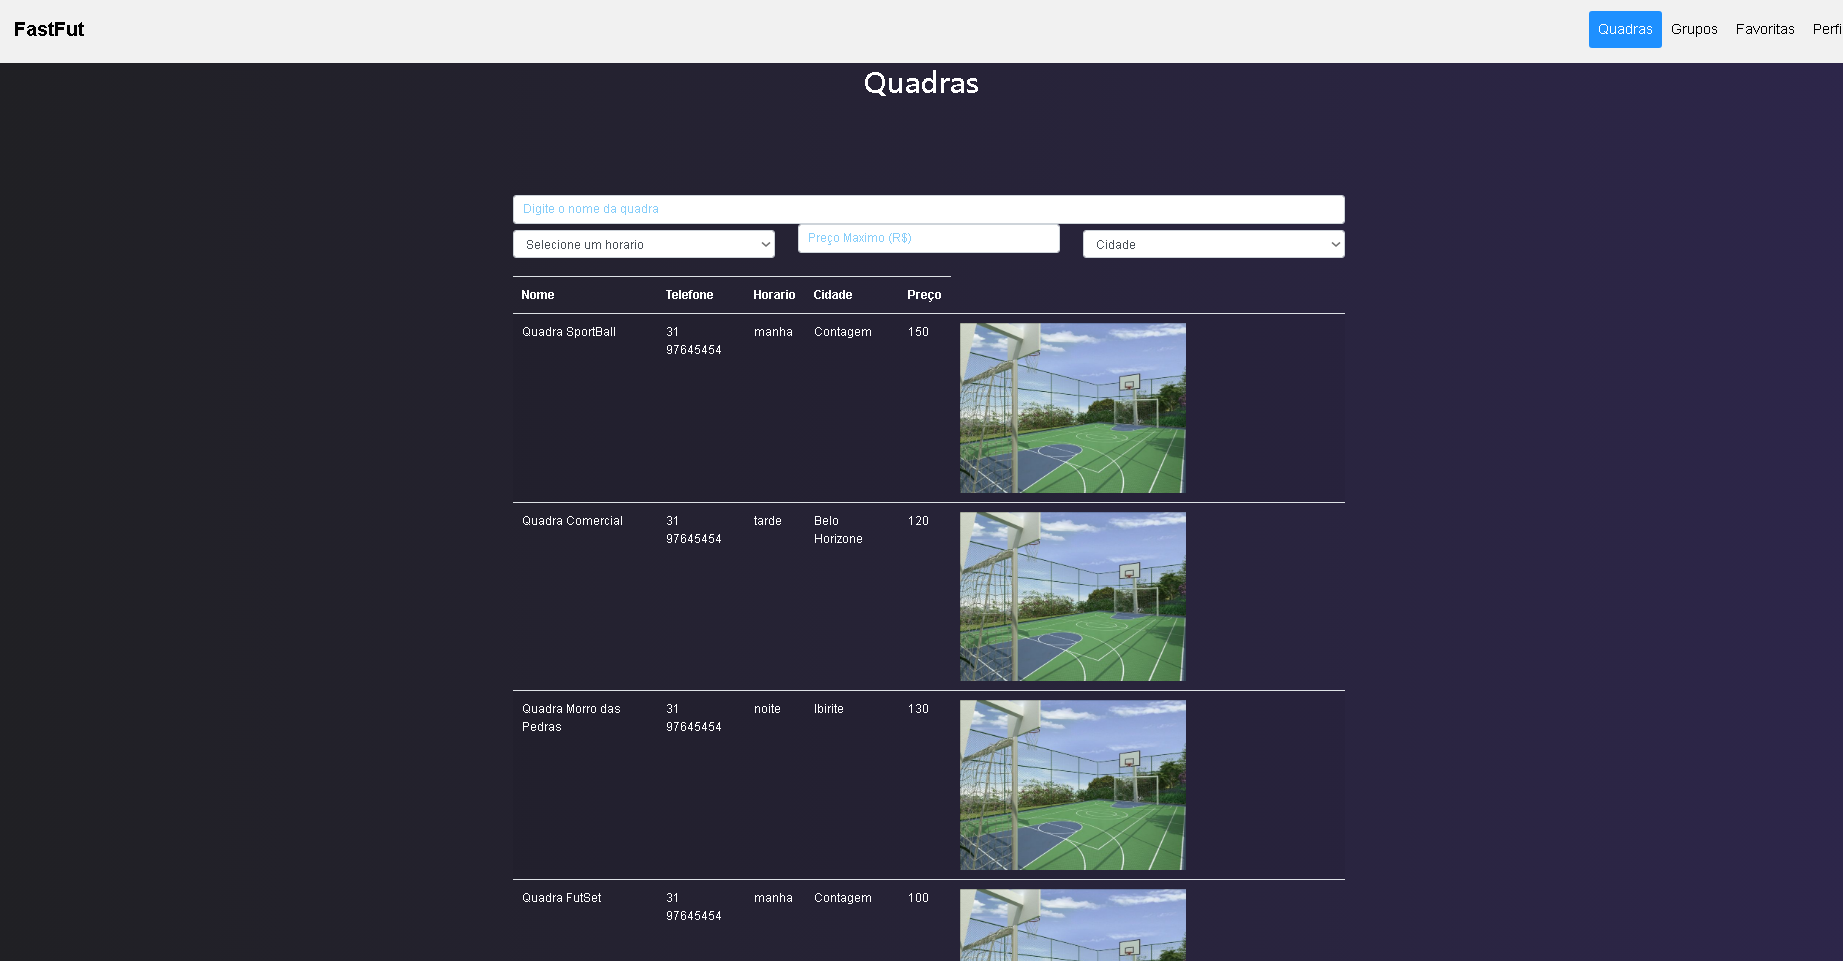 FastFut
Quadras Grupos Favoritas Perfi
Quadras
Digite o nome da quadra
Selecione um horario
Preço Maximo (R$)
Cidade
Nome Telefone Horario Cidade Preço
Quadra SportBall 31 manha Contagem 150
97645454
Quadra Comercial 31 tarde Belo 120
97645454 Horizone
Quadra Morro das 31 noite Ibirite 130
Pedras 97645454
Quadra FutSet 31 manha Contagem 100
97645454